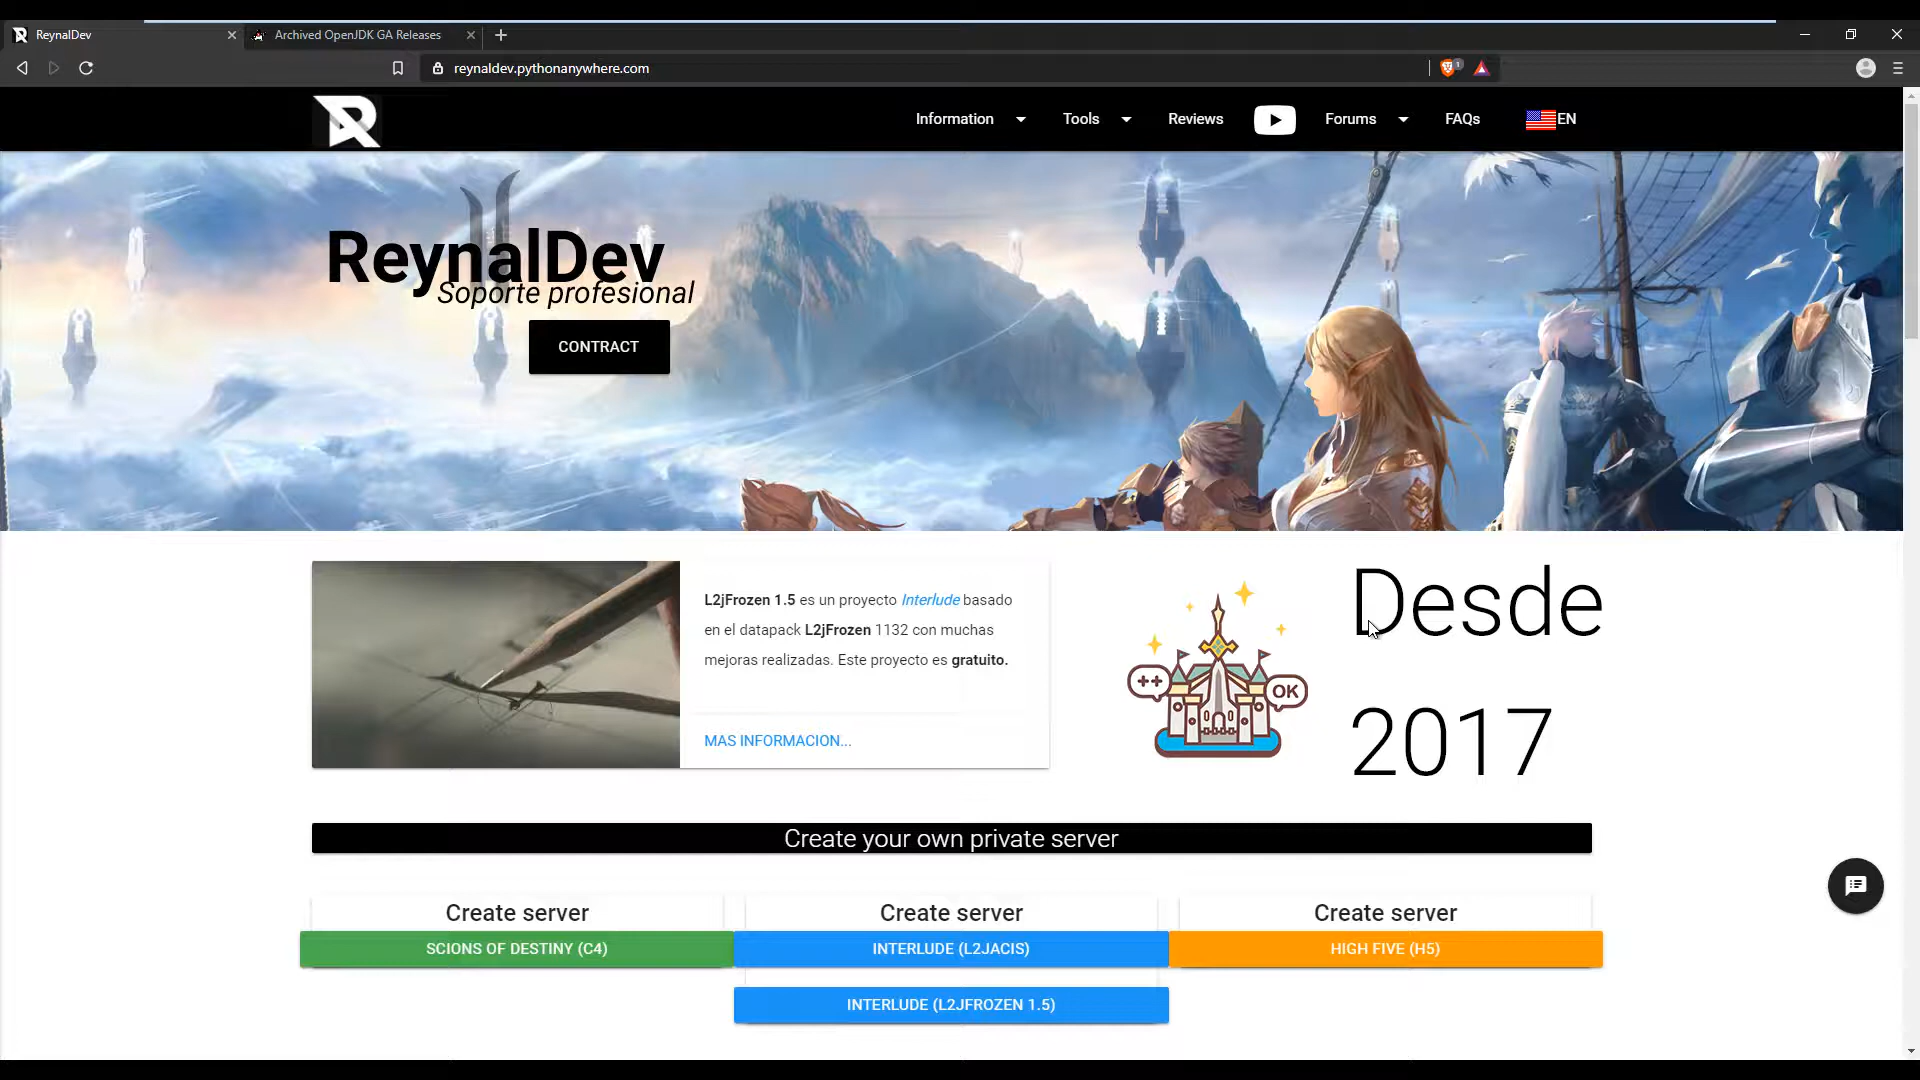 ReynalDev
Archived OpenJDK GA Releases
reynaldev.pythonanywhere.com
1
Information
Tools
Reviews
Forums
FAQs
EN
ReynalDev
Soporte profesional
CONTRACT
L2jFrozen 1.5 es un proyecto Interlude basado
en el datapack L2jFrozen 1132 con muchas
mejoras realizadas. Este proyecto es gratuito.
MAS INFORMACION...
++
OK
Desde
2017
Create your own private server
Create server
SCIONS OF DESTINY (C4)
Create server
INTERLUDE (L2JACIS)
INTERLUDE (L2JFROZEN 1.5)
Create server
HIGH FIVE (H5)